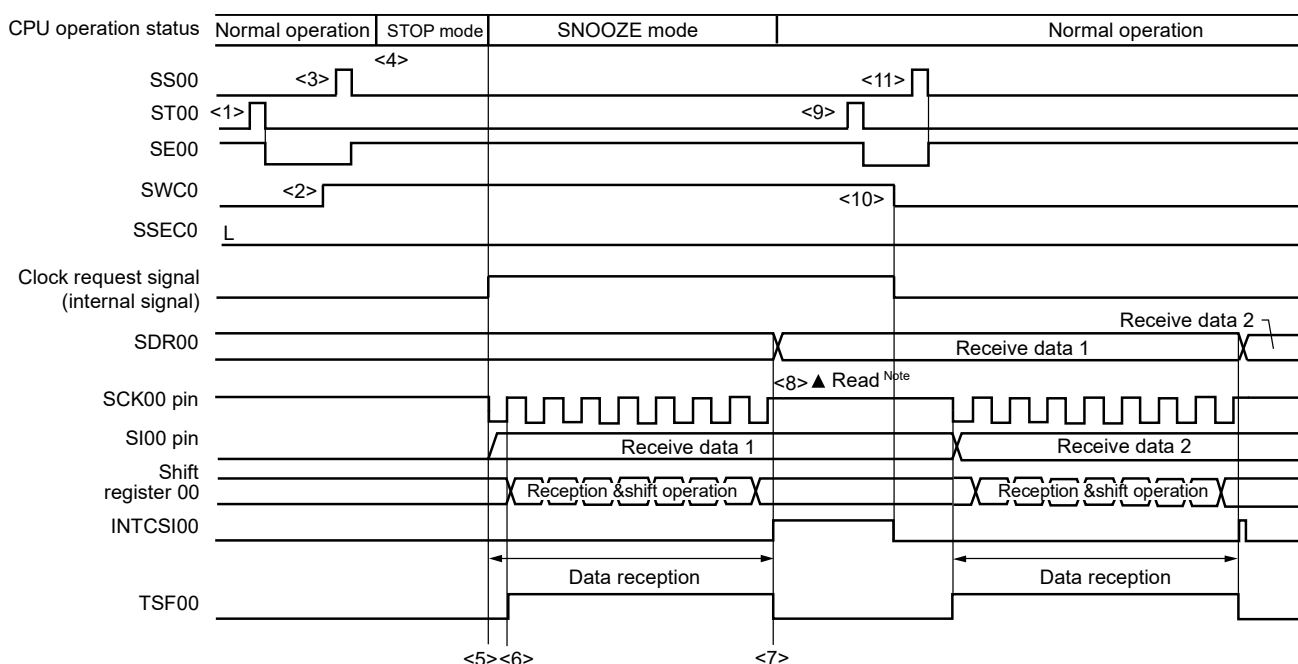 CPU operation status Normal operation STOP mode SNOOZE mode Normal operation
<4>
SS00 <3> <11>
ST00 <1> <9>
SE00
SWC0 <2> <10>
SSEC0 L
Clock request signal
(internal signal)
Receive data 2
SDR00 Receive data 1
<8> ▲ Read Note
SCK00 pin
SI00 pin Receive data 1 Receive data 2
Shift
register 00 Reception &shift operation Reception &shift operation
INTCSI00
Data reception Data reception
TSF00
<5> <6> <7>